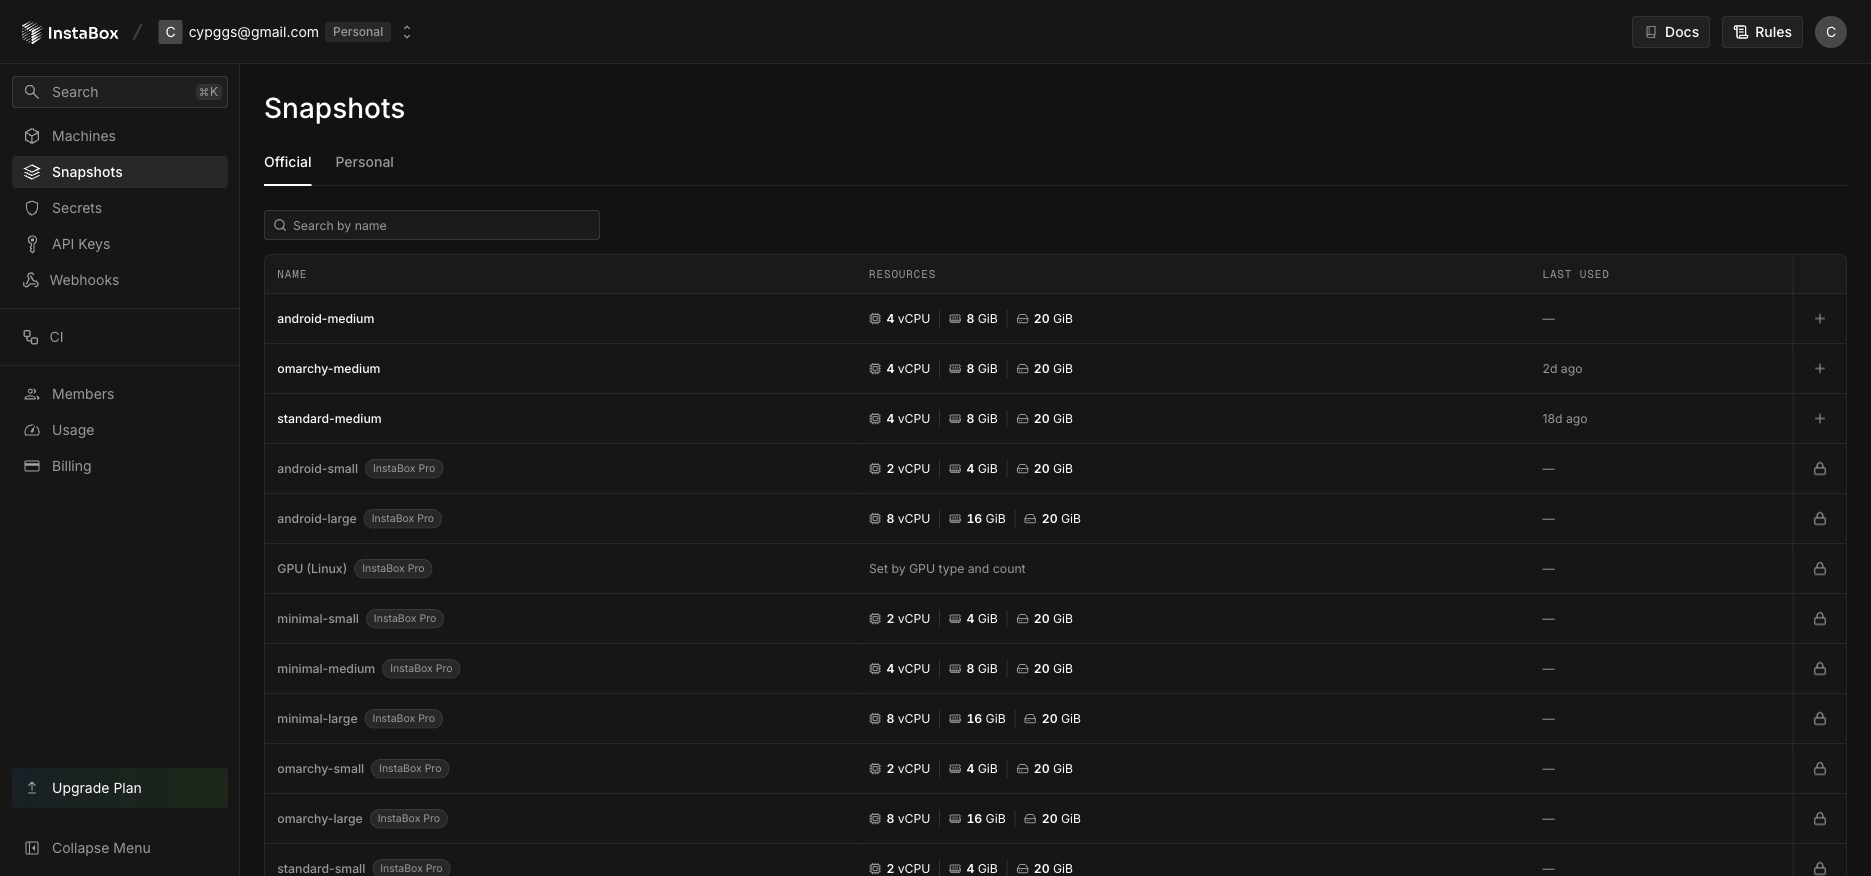 InstaBox / C cypggs@gmail.com Personal
Docs
Rules
C
Search ⌘K
Machines
Snapshots
Secrets
API Keys
Webhooks
CI
Members
Usage
Billing
Upgrade Plan
Collapse Menu
Snapshots
Official Personal
Search by name
NAME RESOURCES LAST USED
android-medium 4 vCPU 8 GiB 20 GiB —
omarchy-medium 4 vCPU 8 GiB 20 GiB 2d ago
standard-medium 4 vCPU 8 GiB 20 GiB 18d ago
android-small InstaBox Pro 2 vCPU 4 GiB 20 GiB —
android-large InstaBox Pro 8 vCPU 16 GiB 20 GiB —
GPU (Linux) InstaBox Pro Set by GPU type and count —
minimal-small InstaBox Pro 2 vCPU 4 GiB 20 GiB —
minimal-medium InstaBox Pro 4 vCPU 8 GiB 20 GiB —
minimal-large InstaBox Pro 8 vCPU 16 GiB 20 GiB —
omarchy-small InstaBox Pro 2 vCPU 4 GiB 20 GiB —
omarchy-large InstaBox Pro 8 vCPU 16 GiB 20 GiB —
standard-small InstaBox Pro 2 vCPU 4 GiB 20 GiB —